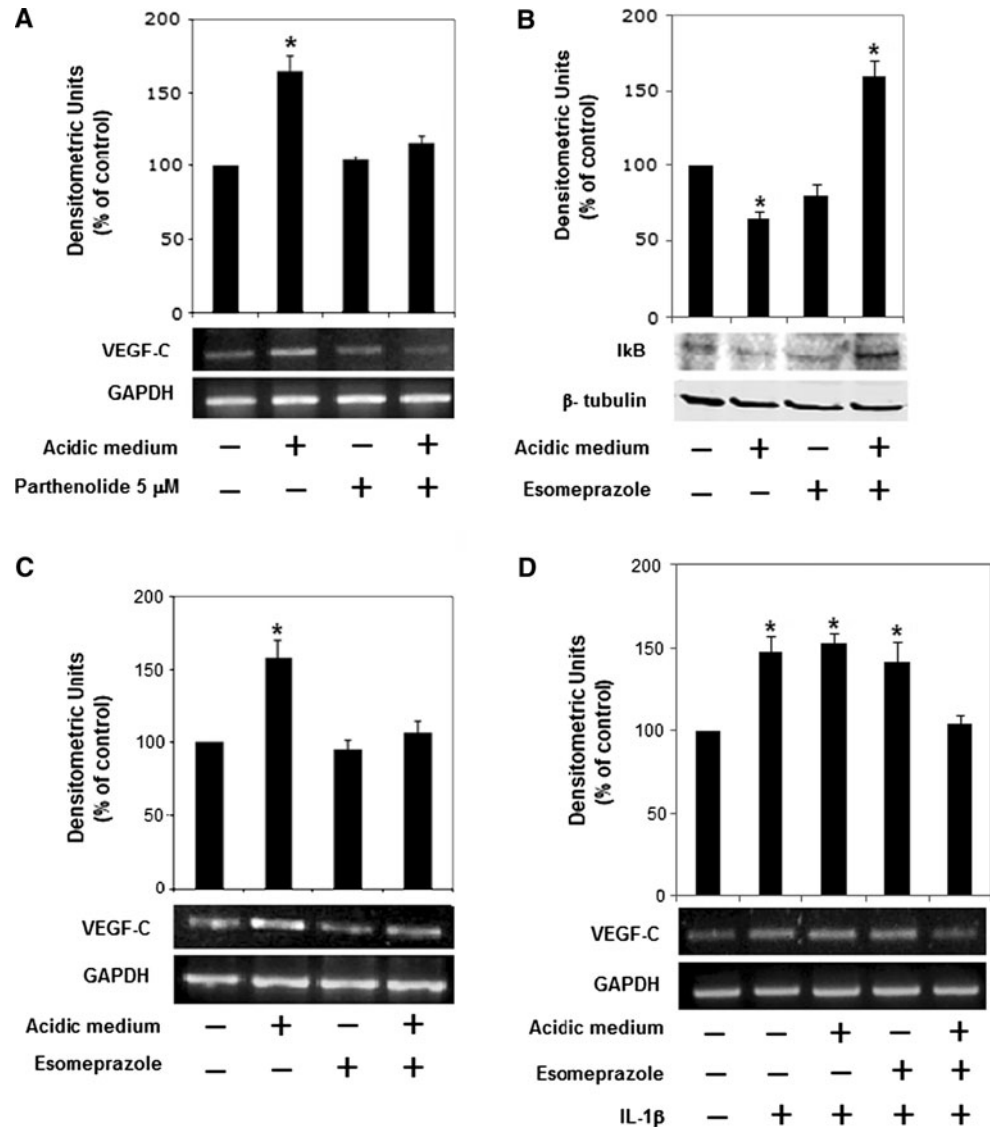 A
200
*
150
100
50
0
Densitometric Units
(% of control)
VEGF-C
GAPDH
Acidic medium − + − +
Parthenolide 5 μM − − + +
B
200
*
150
100
*
50
0
Densitometric Units
(% of control)
IkB
β- tubulin
Acidic medium − + − +
Esomeprazole − − + +
C
200
*
150
100
50
0
Densitometric Units
(% of control)
VEGF-C
GAPDH
Acidic medium − + − +
Esomeprazole − − + +
D
200
* * *
150
100
50
0
Densitometric Units
(% of control)
VEGF-C
GAPDH
Acidic medium − − + − +
Esomeprazole − − − + +
IL-1β − + + + +